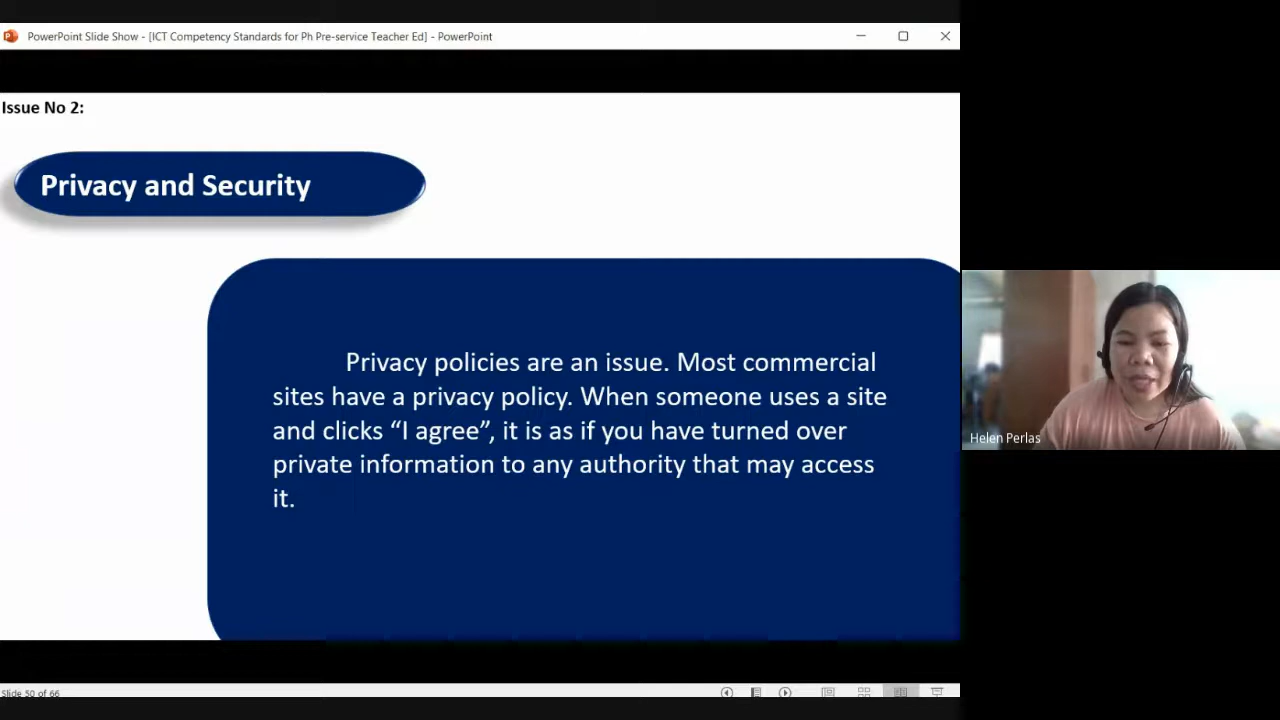 PowerPoint Slide Show - [ICT Competency Standards for Ph Pre-service Teacher Ed] - PowerPoint
Issue No 2:
Privacy and Security
Privacy policies are an issue. Most commercial
sites have a privacy policy. When someone uses a site
and clicks “I agree”, it is as if you have turned over
private information to any authority that may access
it.
Helen Perlas
Slide 30 of 66